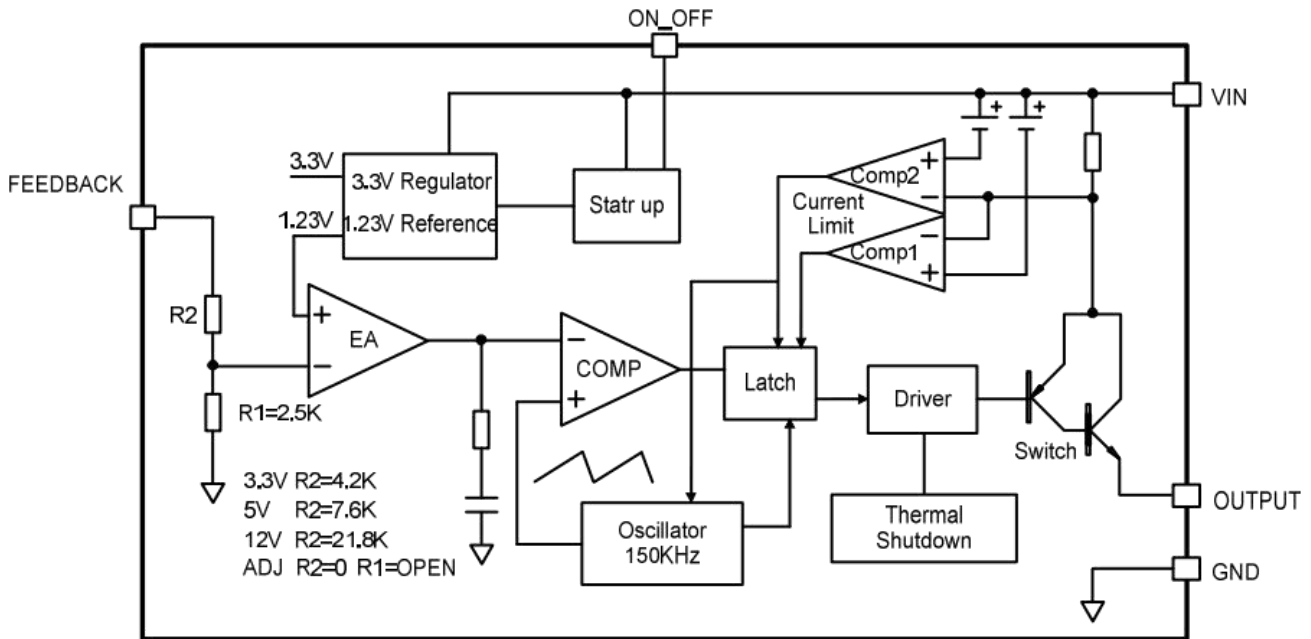 ON_OFF
VIN
FEEDBACK
3.3V
3.3V Regulator
1.23V
1.23V Reference
Statr up
+
+
+
Comp2
−
Current
Limit
−
Comp1
+
R2
+
EA
−
R1=2.5K
−
COMP
+
Latch
Driver
Switch
3.3V R2=4.2K
5V R2=7.6K
12V R2=21.8K
ADJ R2=0 R1=OPEN
Oscillator
150KHz
Thermal
Shutdown
OUTPUT
GND